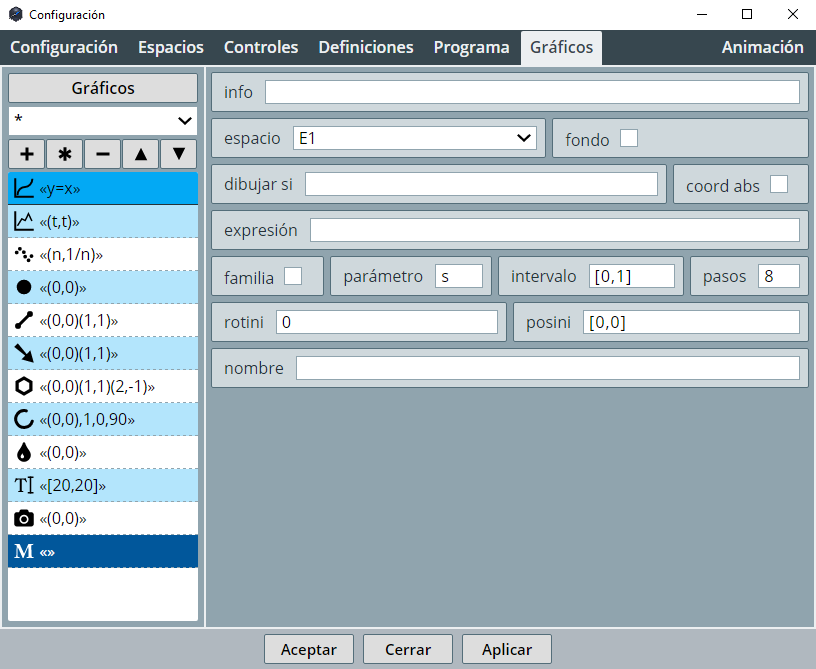 Configuración
Configuración Espacios Controles Definiciones Programa Gráficos Animación
Gráficos
*
«y=x»
«(t,t)»
«(n,1/n)»
«(0,0)»
«(0,0)(1,1)»
«(0,0)(1,1)»
«(0,0)(1,1)(2,-1)»
«(0,0),1,0,90»
«(0,0)»
T «[20,20]»
«(0,0)»
M «»
info
espacio E1 fondo
dibujar si coord abs
expresión
familia parámetro s intervalo [0,1] pasos 8
rotini 0 posini [0,0]
nombre
Aceptar Cerrar Aplicar